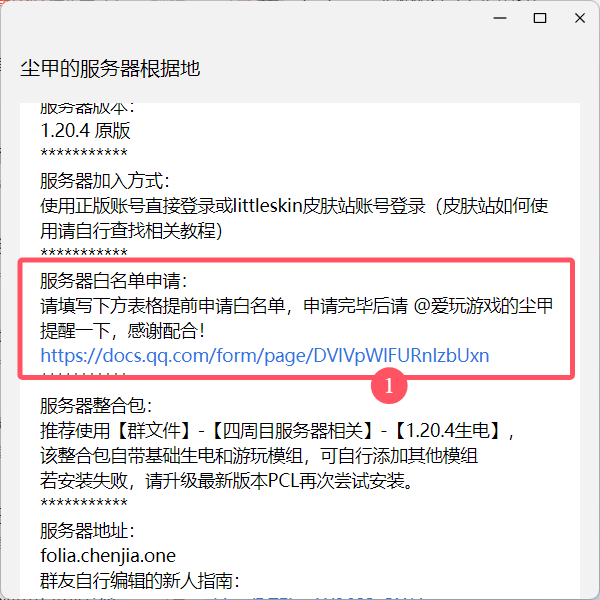 尘甲的服务器根据地
服务器版本：
1.20.4 原版
***********
服务器加入方式：
使用正版账号直接登录或littleskin皮肤站账号登录（皮肤站如何使
用请自行查找相关教程）
***********
服务器白名单申请：
请填写下方表格提前申请白名单，申请完毕后请 @爱玩游戏的尘甲
提醒一下，感谢配合！
https://docs.qq.com/form/page/DVlVpWlFURnlzbUxn
***********
1
服务器整合包：
推荐使用【群文件】-【四周目服务器相关】-【1.20.4生电】，
该整合包自带基础生电和游玩模组，可自行添加其他模组
若安装失败，请升级最新版本PCL再次尝试安装。
***********
服务器地址：
folia.chenjia.one
群友自行编辑的新人指南：